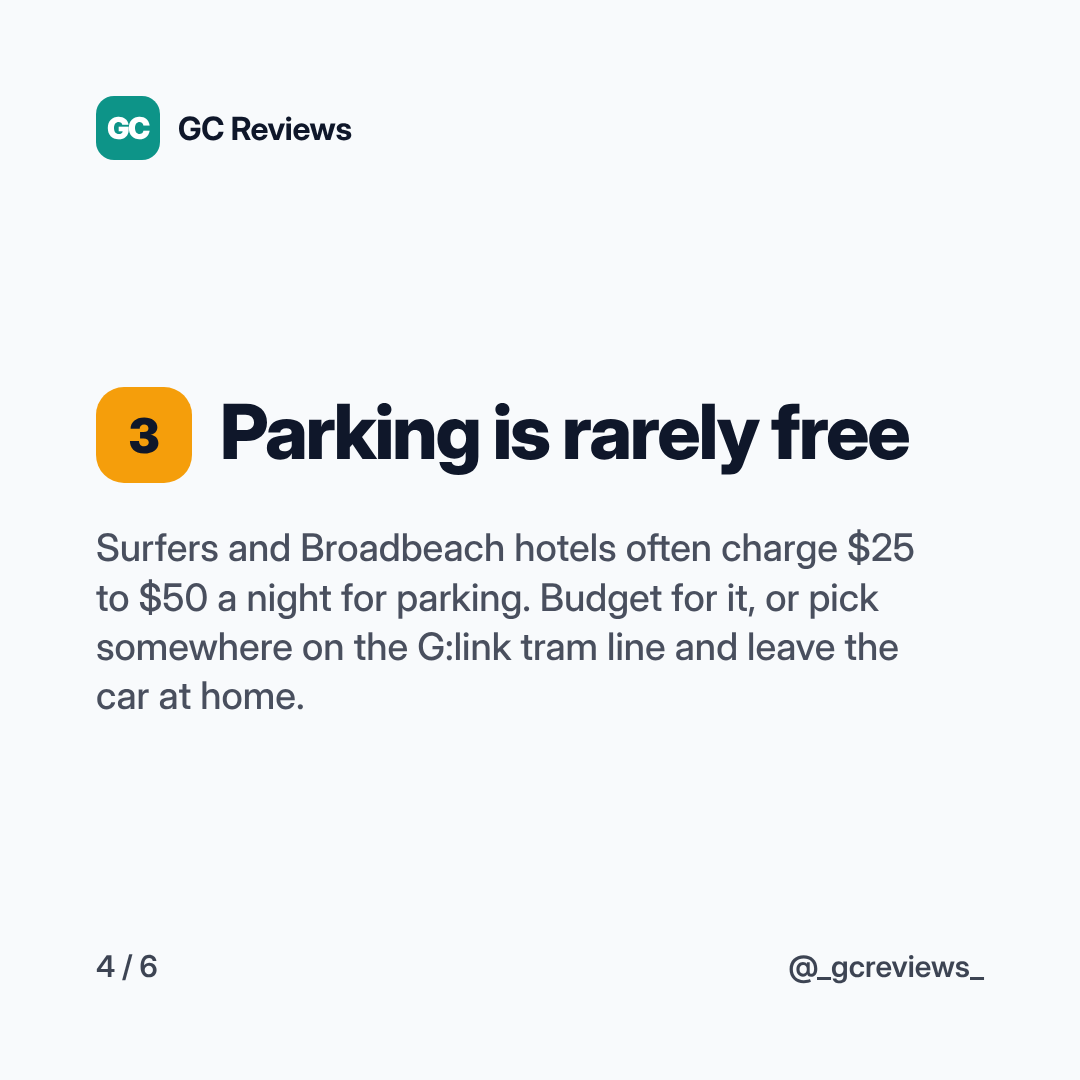 GC GC Reviews
3 Parking is rarely free
Surfers and Broadbeach hotels often charge $25
to $50 a night for parking. Budget for it, or pick
somewhere on the G:link tram line and leave the
car at home.
4 / 6 @_gcreviews_